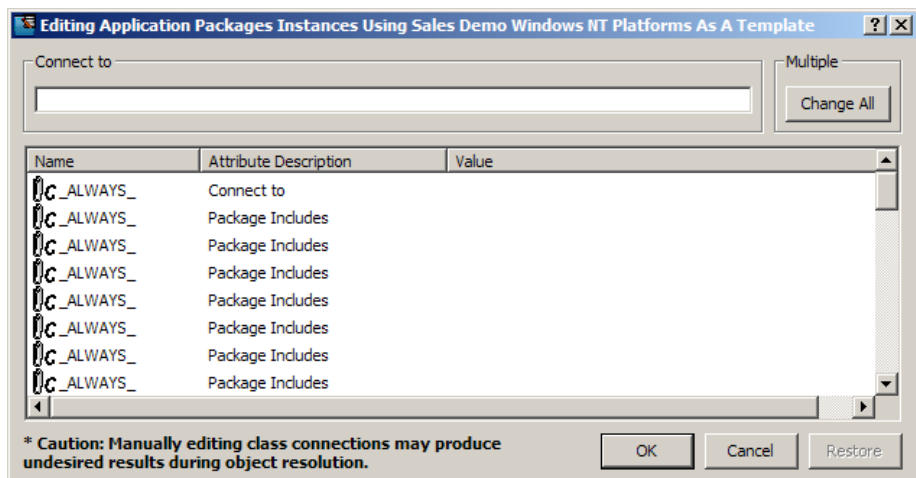 Editing Application Packages Instances Using Sales Demo Windows NT Platforms As A Template
Connect to
Multiple
Change All
Name Attribute Description Value
_ALWAYS_ Connect to
_ALWAYS_ Package Includes
_ALWAYS_ Package Includes
_ALWAYS_ Package Includes
_ALWAYS_ Package Includes
_ALWAYS_ Package Includes
_ALWAYS_ Package Includes
_ALWAYS_ Package Includes
* Caution: Manually editing class connections may produce
undesired results during object resolution.
OK Cancel Restore